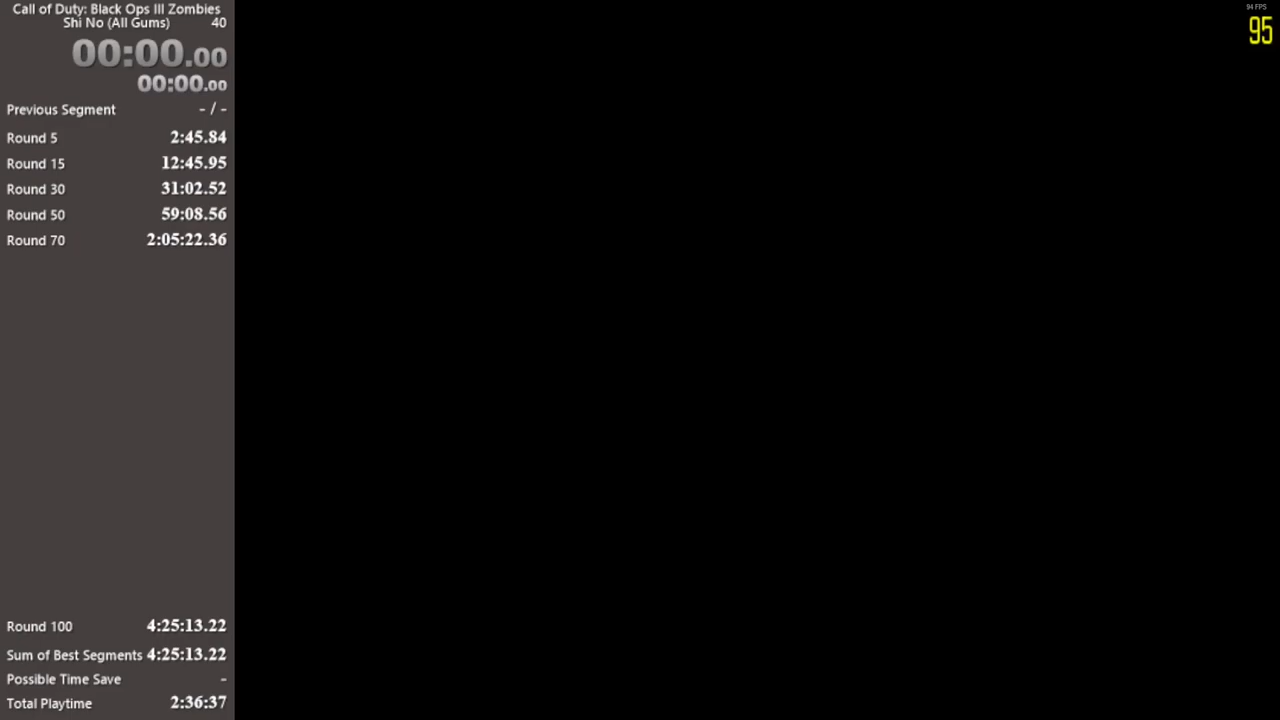 Call of Duty: Black Ops III Zombies
Shi No (All Gums) 40
00:00.00
00:00.00
Previous Segment - / -
Round 5 2:45.84
Round 15 12:45.95
Round 30 31:02.52
Round 50 59:08.56
Round 70 2:05:22.36
Round 100 4:25:13.22
Sum of Best Segments 4:25:13.22
Possible Time Save -
Total Playtime 2:36:37
94 FPS
95